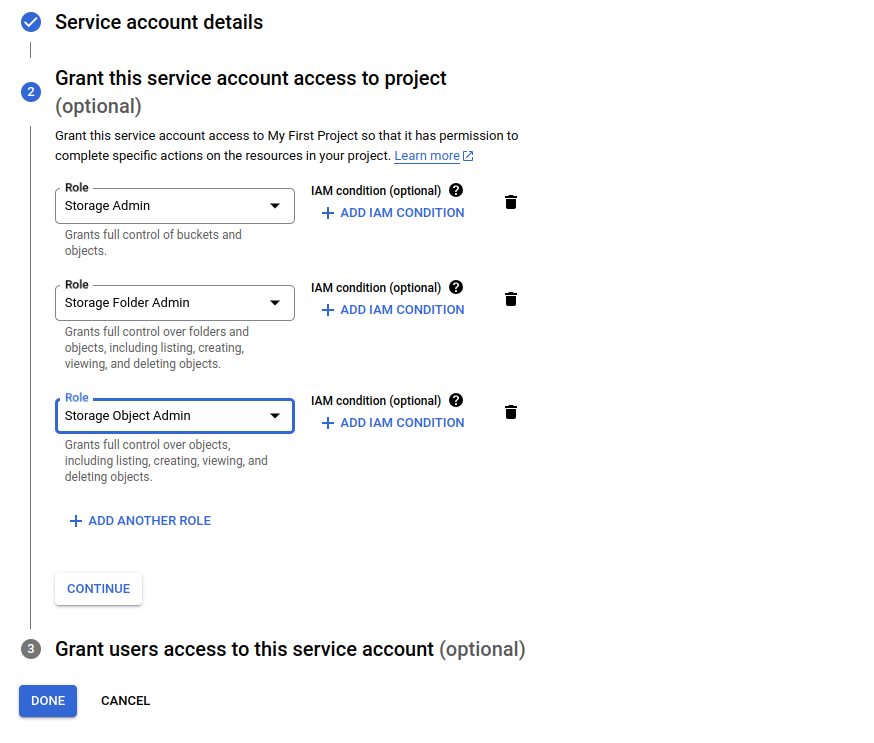 Service account details
2
Grant this service account access to project
(optional)
Grant this service account access to My First Project so that it has permission to
complete specific actions on the resources in your project. Learn more
Role
Storage Admin
IAM condition (optional) ?
+ ADD IAM CONDITION
Grants full control of buckets and
objects.
Role
Storage Folder Admin
IAM condition (optional) ?
+ ADD IAM CONDITION
Grants full control over folders and
objects, including listing, creating,
viewing, and deleting objects.
Role
Storage Object Admin
IAM condition (optional) ?
+ ADD IAM CONDITION
Grants full control over objects,
including listing, creating, viewing, and
deleting objects.
+ ADD ANOTHER ROLE
CONTINUE
3
Grant users access to this service account (optional)
DONE
CANCEL